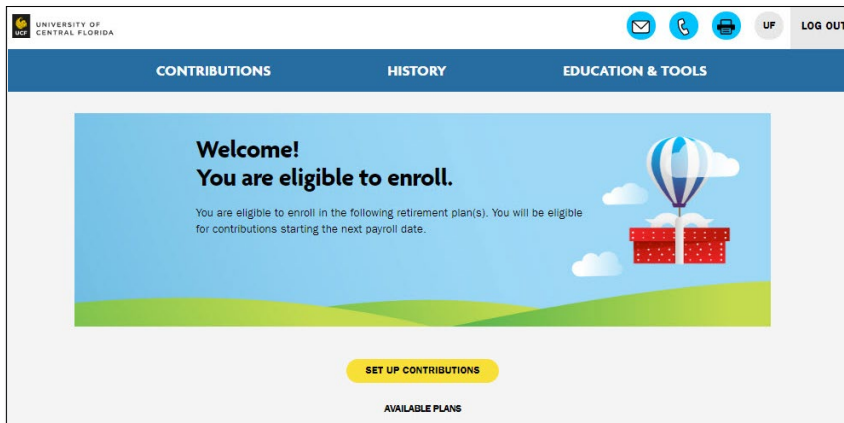 UCF
UNIVERSITY OF
CENTRAL FLORIDA
UF
LOG OUT
CONTRIBUTIONS
HISTORY
EDUCATION & TOOLS
Welcome!
You are eligible to enroll.
You are eligible to enroll in the following retirement plan(s). You will be eligible
for contributions starting the next payroll date.
SET UP CONTRIBUTIONS
AVAILABLE PLANS